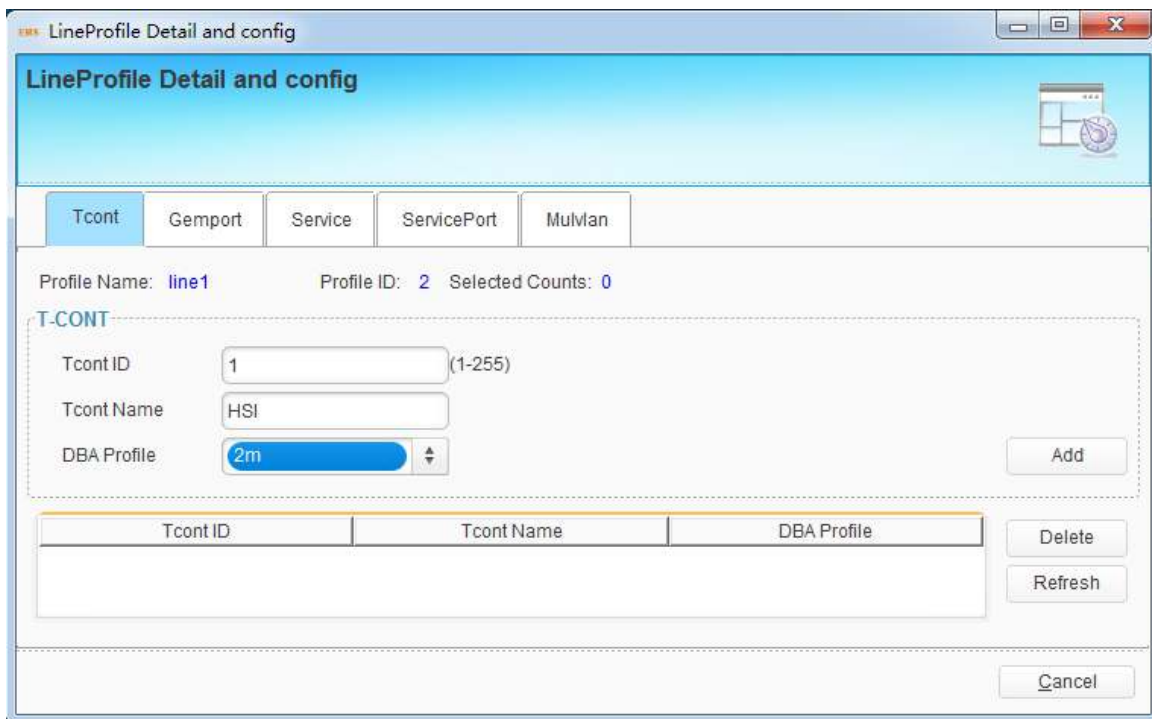 EMS LineProfile Detail and config
LineProfile Detail and config
Tcont Gemport Service ServicePort Mulvlan
Profile Name: line1 Profile ID: 2 Selected Counts: 0
T-CONT
Tcont ID 1 (1-255)
Tcont Name HSI
DBA Profile 2m Add
Tcont ID Tcont Name DBA Profile Delete
Refresh
Cancel